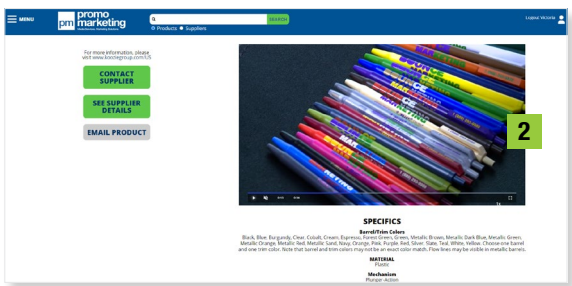 MENU
pm promo marketing
SEARCH
Products Suppliers
Logout Victoria
For more information, please
visit www.koozlegroup.com/US
CONTACT
SUPPLIER
SEE SUPPLIER
DETAILS
EMAIL PRODUCT
2
SPECIFICS
Barrel/Trim Colors
Black, Blue, Burgundy, Clear, Cobalt, Cream, Espresso, Forest Green, Green, Metallic Brown, Metallic Dark Blue, Metallic Green,
Metallic Orange, Metallic Red, Metallic Sand, Navy, Orange, Pink, Purple, Red, Silver, Slate, Teal, White, Yellow. Choose one barrel
and one trim color. Note that barrel and trim colors may not be an exact color match. Flow lines may be visible in metallic barrels.
MATERIAL
Plastic
Mechanism
Plunger-Action